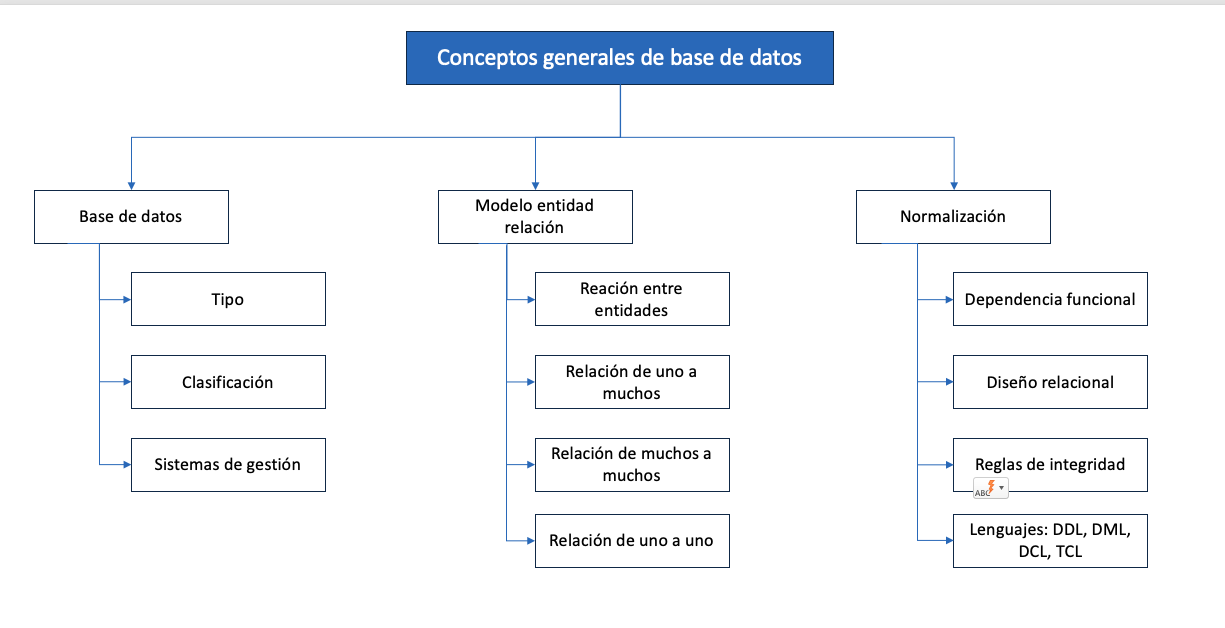 Conceptos generales de base de datos
Base de datos
Tipo
Clasificación
Sistemas de gestión
Modelo entidad
relación
Reación entre
entidades
Relación de uno a
muchos
Relación de muchos a
muchos
Relación de uno a uno
Normalización
Dependencia funcional
Diseño relacional
Reglas de integridad
ABC
Lenguajes: DDL, DML,
DCL, TCL